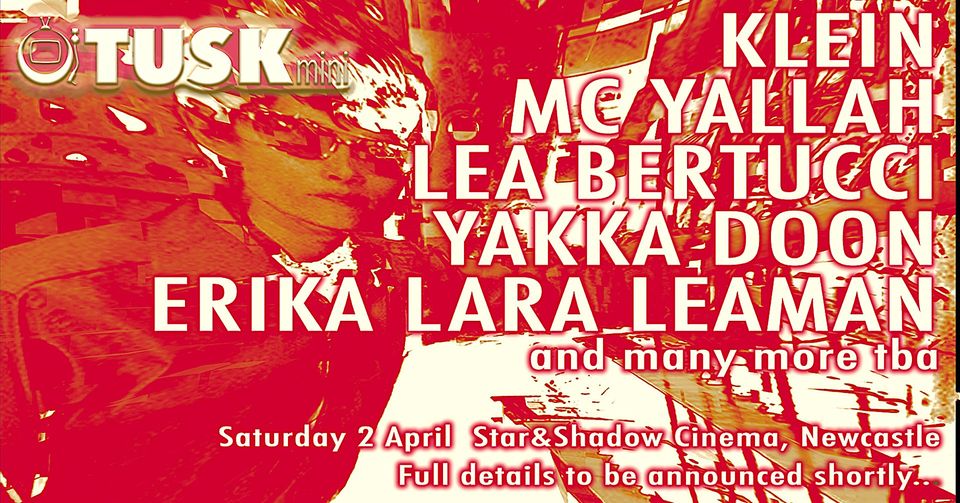 TUSK mini
KLEIN
MC YALLAH
LEA BERTUCCI
YAKKA DOON
ERIKA LARA LEAMAN
and many more tba
Saturday 2 April Star&Shadow Cinema, Newcastle
Full details to be announced shortly...